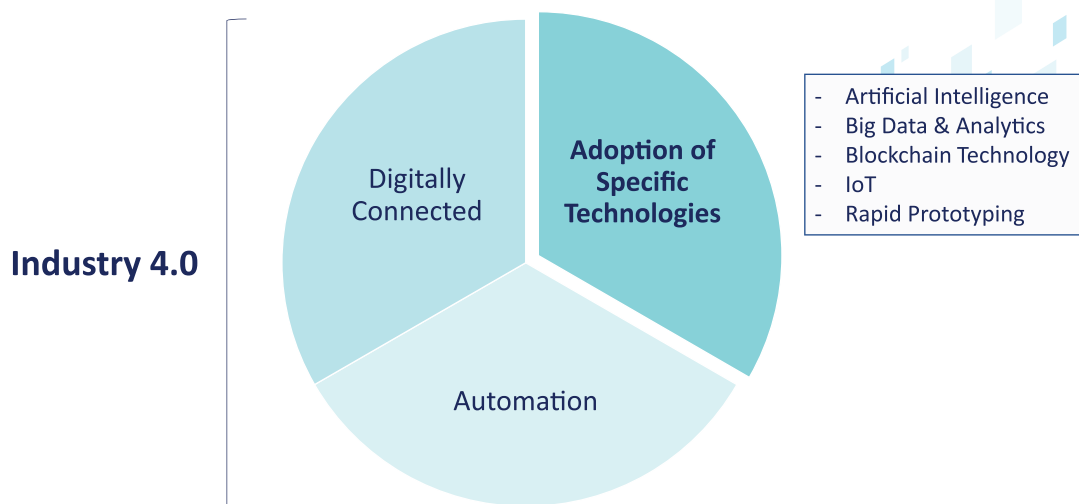 Industry 4.0
Digitally
Connected
Adoption of
Specific
Technologies
Automation
- Artificial Intelligence
- Big Data & Analytics
- Blockchain Technology
- IoT
- Rapid Prototyping